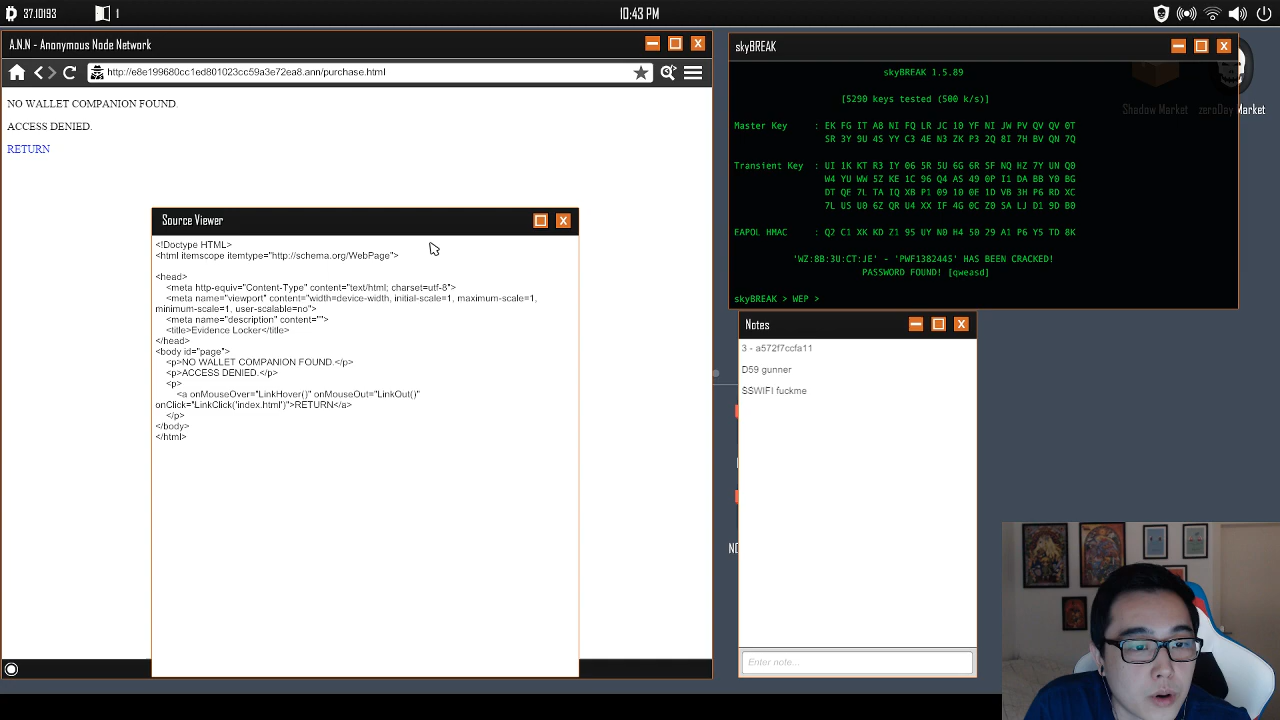 37.10193
1
10:43 PM
A.N.N - Anonymous Node Network
http://e8e199680cc1ed801023cc59a3e72ea8.ann/purchase.html
NO WALLET COMPANION FOUND.
ACCESS DENIED.
RETURN
Source Viewer
<!Doctype HTML>
<html itemscope itemtype="http://schema.org/WebPage">
<head>
<meta http-equiv="Content-Type" content="text/html; charset=utf-8">
<meta name="viewport" content="width=device-width, initial-scale=1, maximum-scale=1,
minimum-scale=1, user-scalable=no">
<meta name="description" content="">
<title>Evidence Locker</title>
</head>
<body id="page">
<p>NO WALLET COMPANION FOUND.</p>
<p>ACCESS DENIED.</p>
<p>
<a onMouseOver="LinkHover()" onMouseOut="LinkOut()"
onClick="LinkClick('index.html')">RETURN</a>
</p>
</body>
</html>
skyBREAK
skyBREAK 1.5.89
[5290 keys tested (500 k/s)]
Master Key : EK FG IT A8 NI FQ LR JC 10 YF NI JW PV QV QV 0T
SR 3Y 9U 4S YY C3 4E N3 ZK P3 2Q 8I 7H BV QN 7Q
Transient Key : UI 1K KT R3 IY 06 5R 5U 6G 6R SF NQ HZ 7Y UN Q0
W4 YU WW 5Z KE 1C 96 Q4 AS 49 0P I1 DA BB Y0 BG
DT QE 7L TA IQ XB P1 09 10 0E 1D VB 3H P6 RD XC
7L US U0 6Z QR U4 XX IF 4G 0C Z0 SA LJ D1 9D B0
EAPOL HMAC : Q2 C1 XK KD Z1 95 UY N0 H4 50 29 A1 P6 Y5 TD 8K
'WZ:8B:3U:CT:JE' - 'PWF1382445' HAS BEEN CRACKED!
PASSWORD FOUND! [qweasd]
skyBREAK > WEP >
Shadow Market
zeroDay Market
Notes
3 - a572f7ccfa11
D59 gunner
SSWIFI fuckme
Enter note...